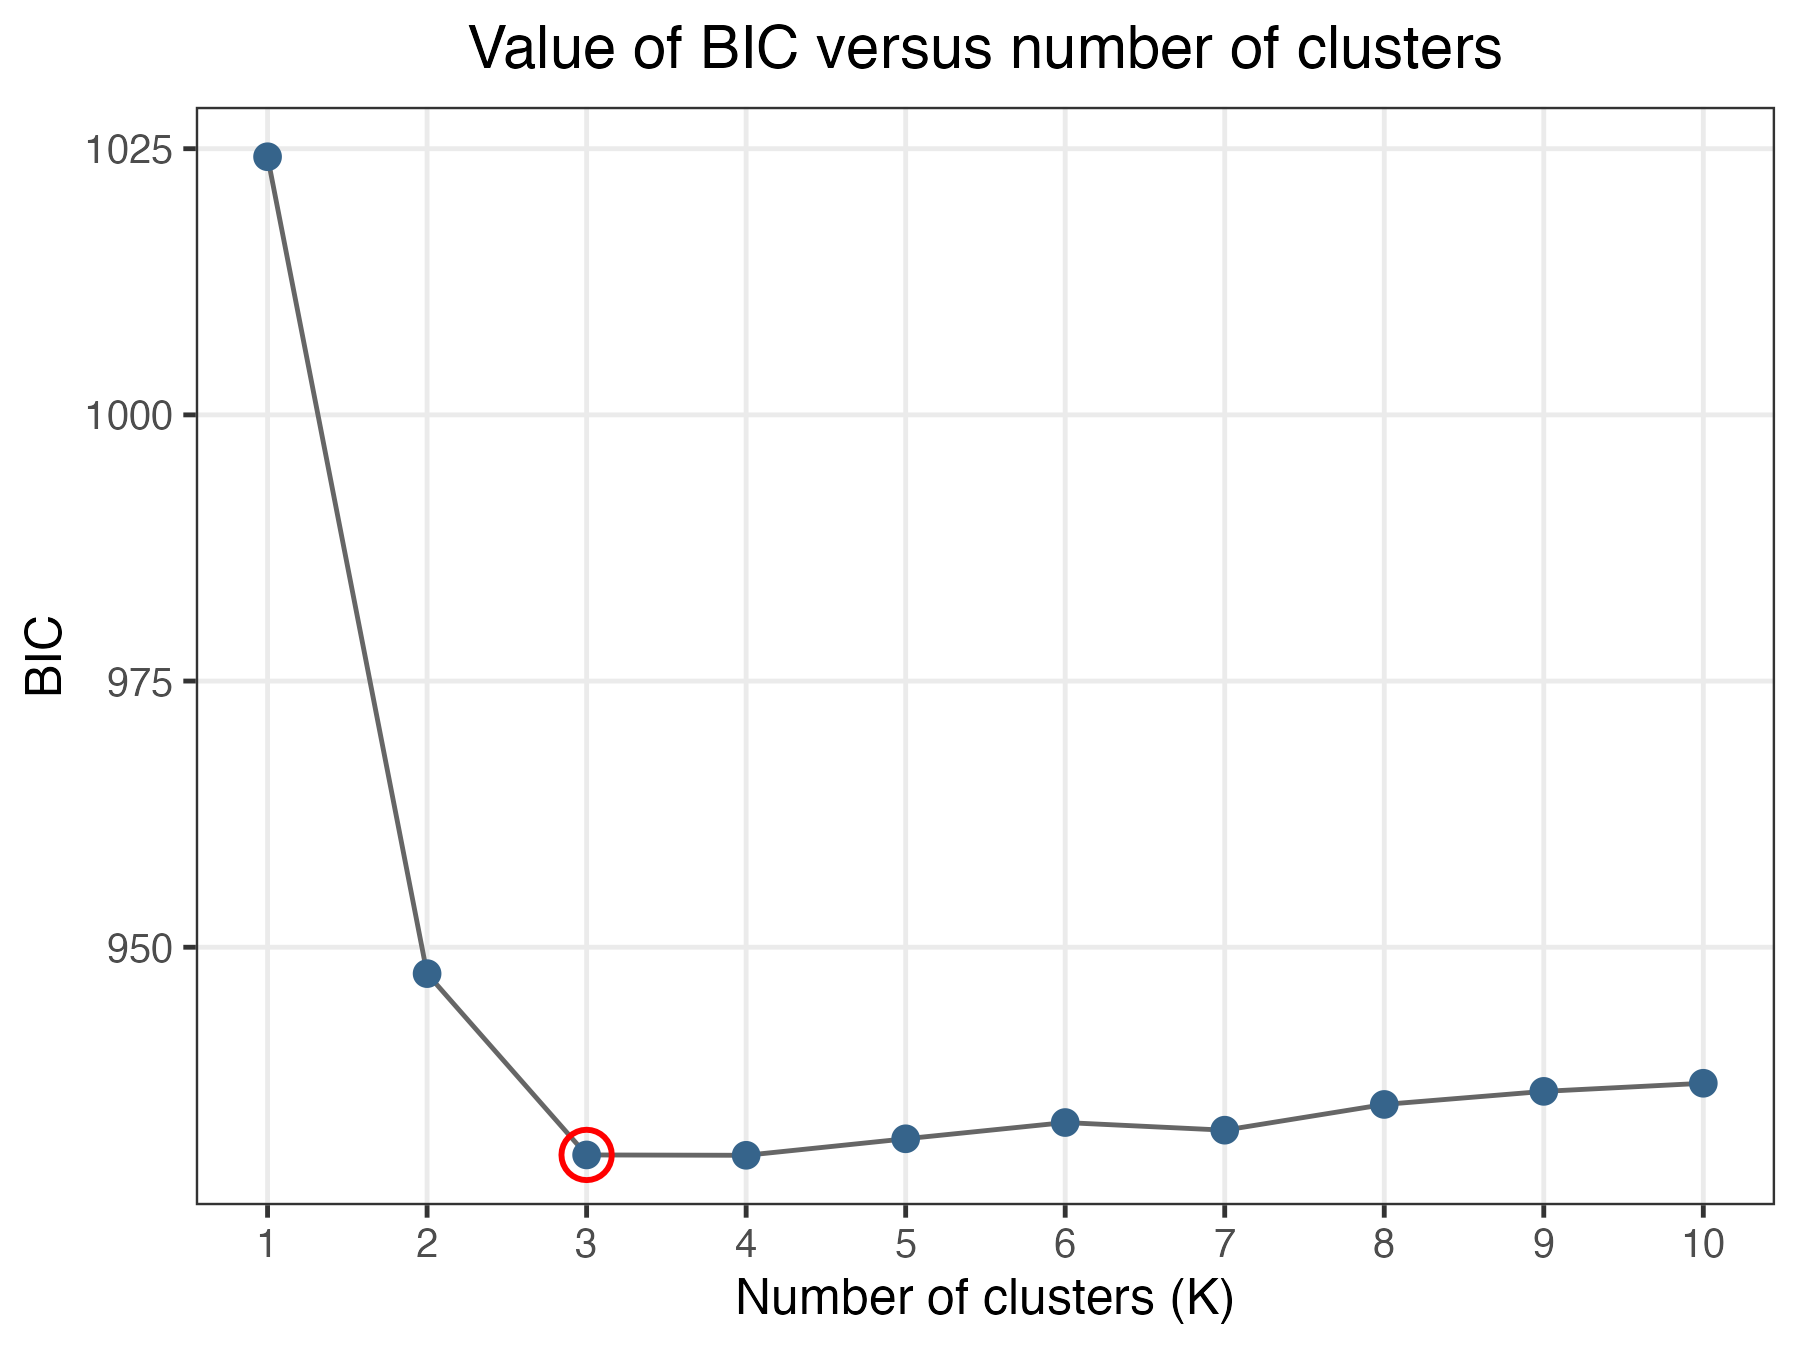 Value of BIC versus number of clusters
1025
1000
975
950
BIC
1 2 3 4 5 6 7 8 9 10
Number of clusters (K)